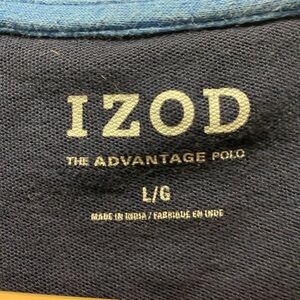 IZOD
THE ADVANTAGE POLO
L/G
MADE IN INDIA / FABRIQUÉ EN INDE